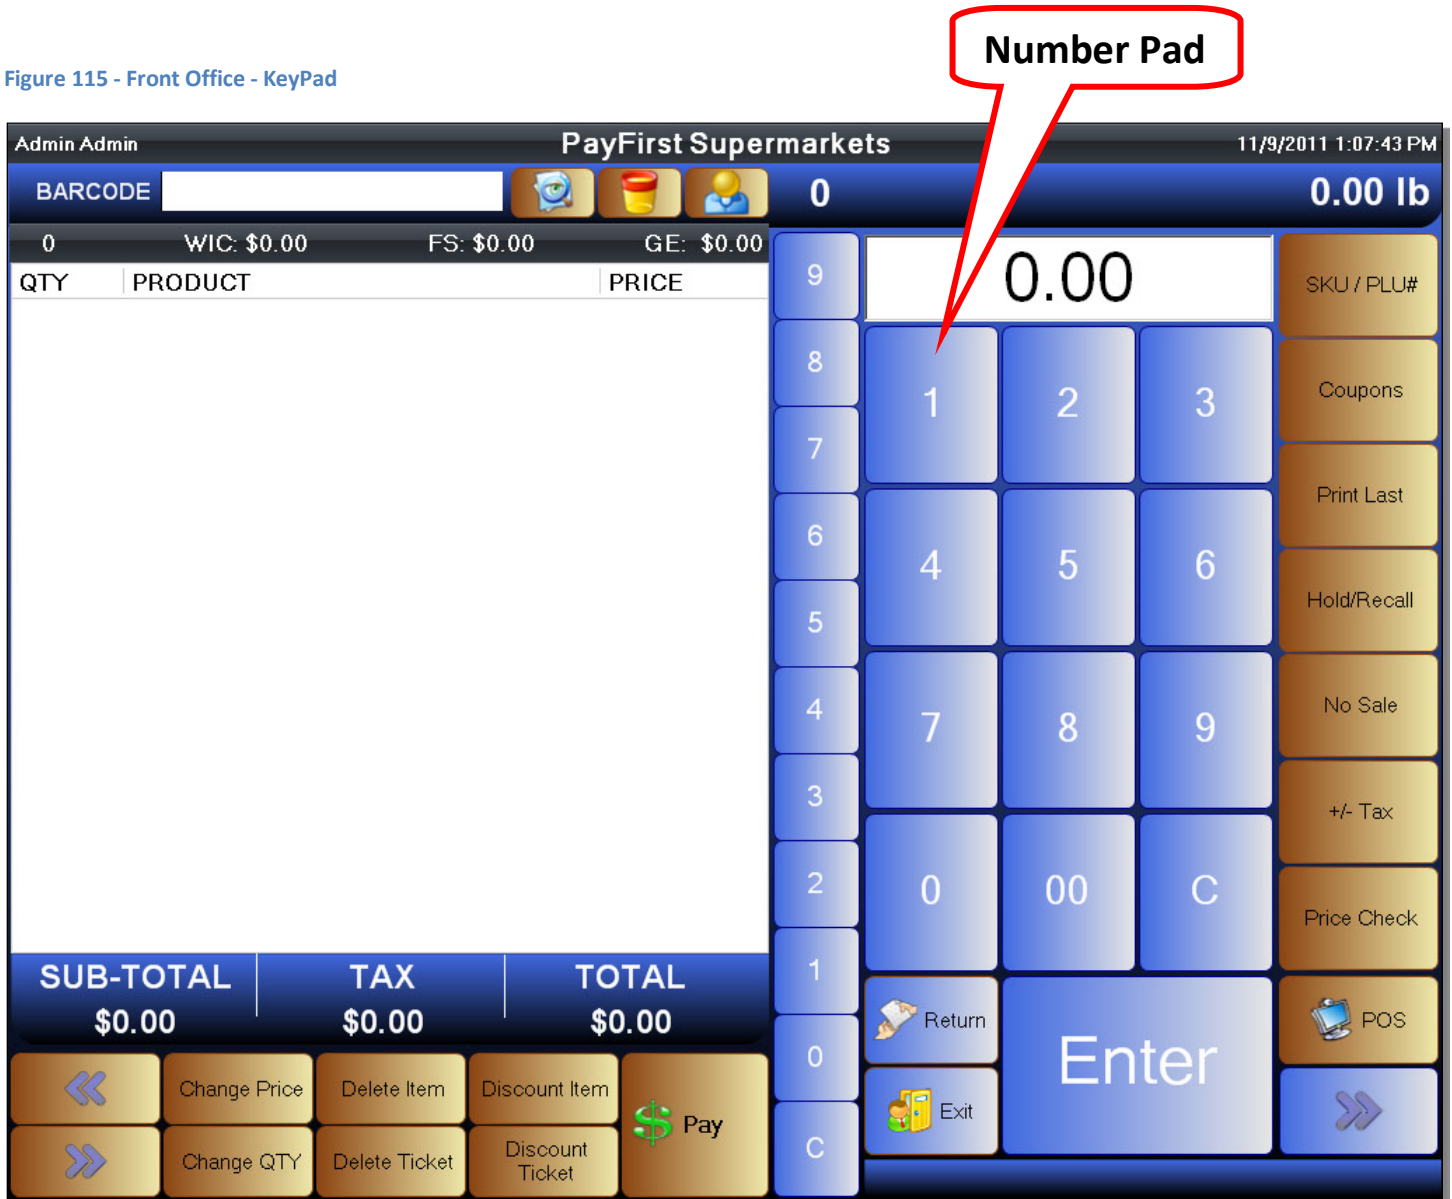 Number Pad
Figure 115 - Front Office - KeyPad
Admin Admin
PayFirst Supermarkets
11/9/2011 1:07:43 PM
BARCODE
0
0.00 lb
0
WIC: $0.00
FS: $0.00
GE: $0.00
QTY
PRODUCT
PRICE
SUB-TOTAL
TAX
TOTAL
$0.00
$0.00
$0.00
Change Price
Delete Item
Discount Item
Pay
Change QTY
Delete Ticket
Discount
Ticket
9
8
7
6
5
4
3
2
1
0
C
0.00
1
2
3
4
5
6
7
8
9
0
00
C
Return
Exit
Enter
SKU / PLU#
Coupons
Print Last
Hold/Recall
No Sale
+/- Tax
Price Check
POS